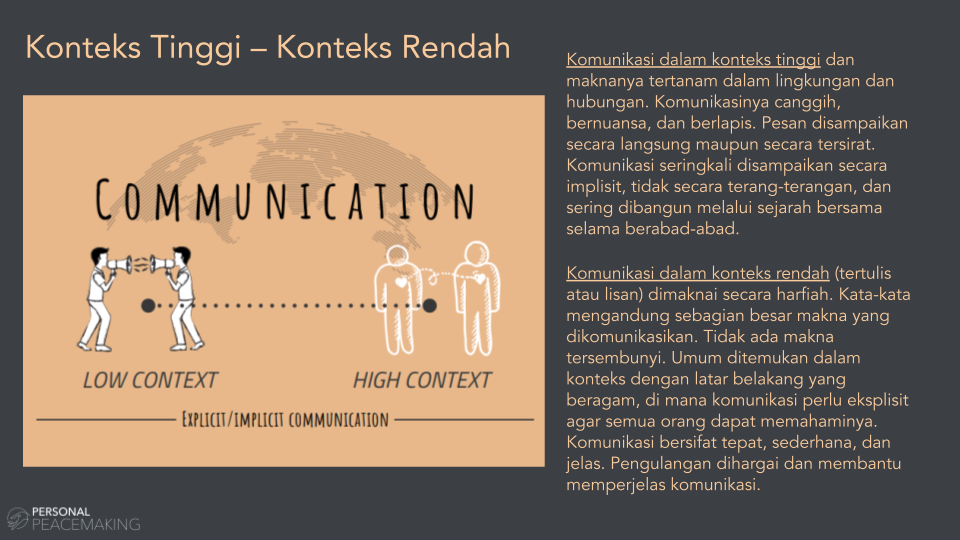 Konteks Tinggi – Konteks Rendah
COMMUNICATION
LOW CONTEXT
HIGH CONTEXT
EXPLICIT/IMPLICIT COMMUNICATION
Komunikasi dalam konteks tinggi dan
maknanya tertanam dalam lingkungan dan
hubungan. Komunikasinya canggih,
bernuansa, dan berlapis. Pesan disampaikan
secara langsung maupun secara tersirat.
Komunikasi seringkali disampaikan secara
implisit, tidak secara terang-terangan, dan
sering dibangun melalui sejarah bersama
selama berabad-abad.
Komunikasi dalam konteks rendah (tertulis
atau lisan) dimaknai secara harfiah. Kata-kata
mengandung sebagian besar makna yang
dikomunikasikan. Tidak ada makna
tersembunyi. Umum ditemukan dalam
konteks dengan latar belakang yang
beragam, di mana komunikasi perlu eksplisit
agar semua orang dapat memahaminya.
Komunikasi bersifat tepat, sederhana, dan
jelas. Pengulangan dihargai dan membantu
memperjelas komunikasi.
PERSONAL
PEACEMAKING